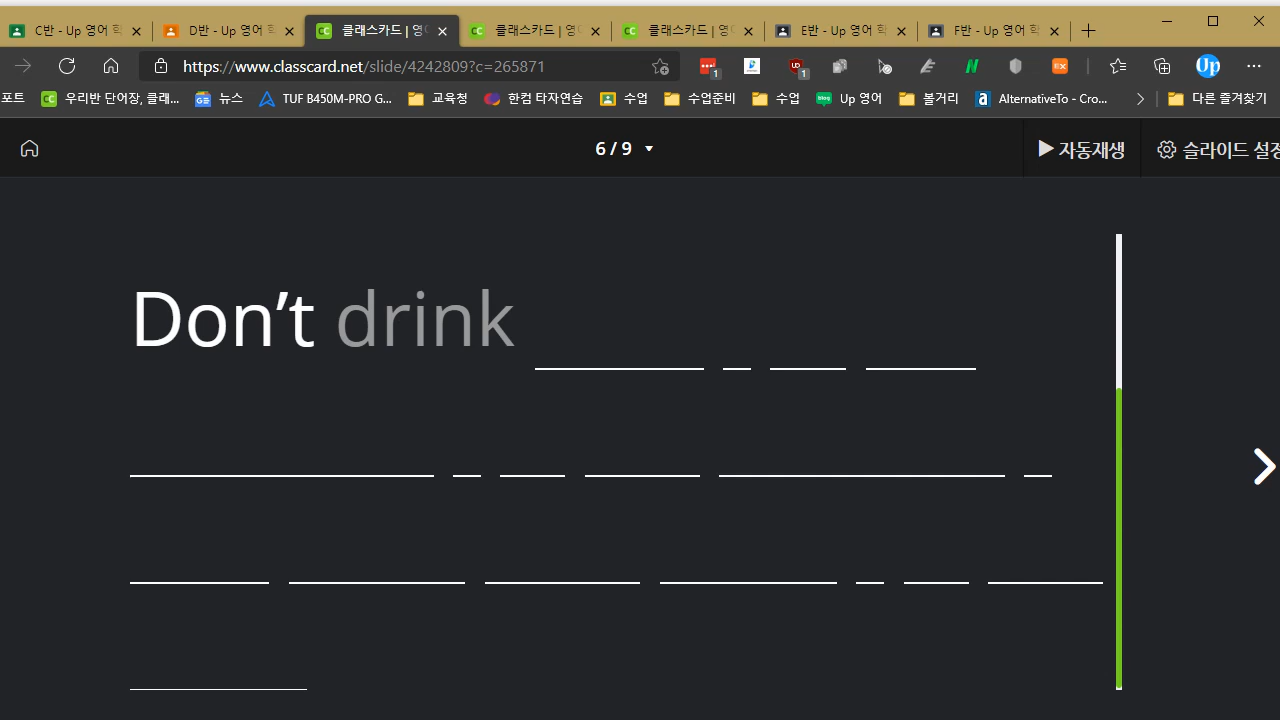 C반 - Up 영어 학
D반 - Up 영어 학
클래스카드 | 영어
클래스카드 | 영어
클래스카드 | 영어
E반 - Up 영어 학
F반 - Up 영어 학
https://www.classcard.net/slide/4242809?c=265871
1
1
Up
포트
우리반 단어장, 클래...
뉴스
TUF B450M-PRO G...
교육청
한컴 타자연습
수업
수업준비
수업
Up 영어
볼거리
AlternativeTo - Cro...
다른 즐겨찾기
6 / 9
자동재생
슬라이드 설정
Don’t drink